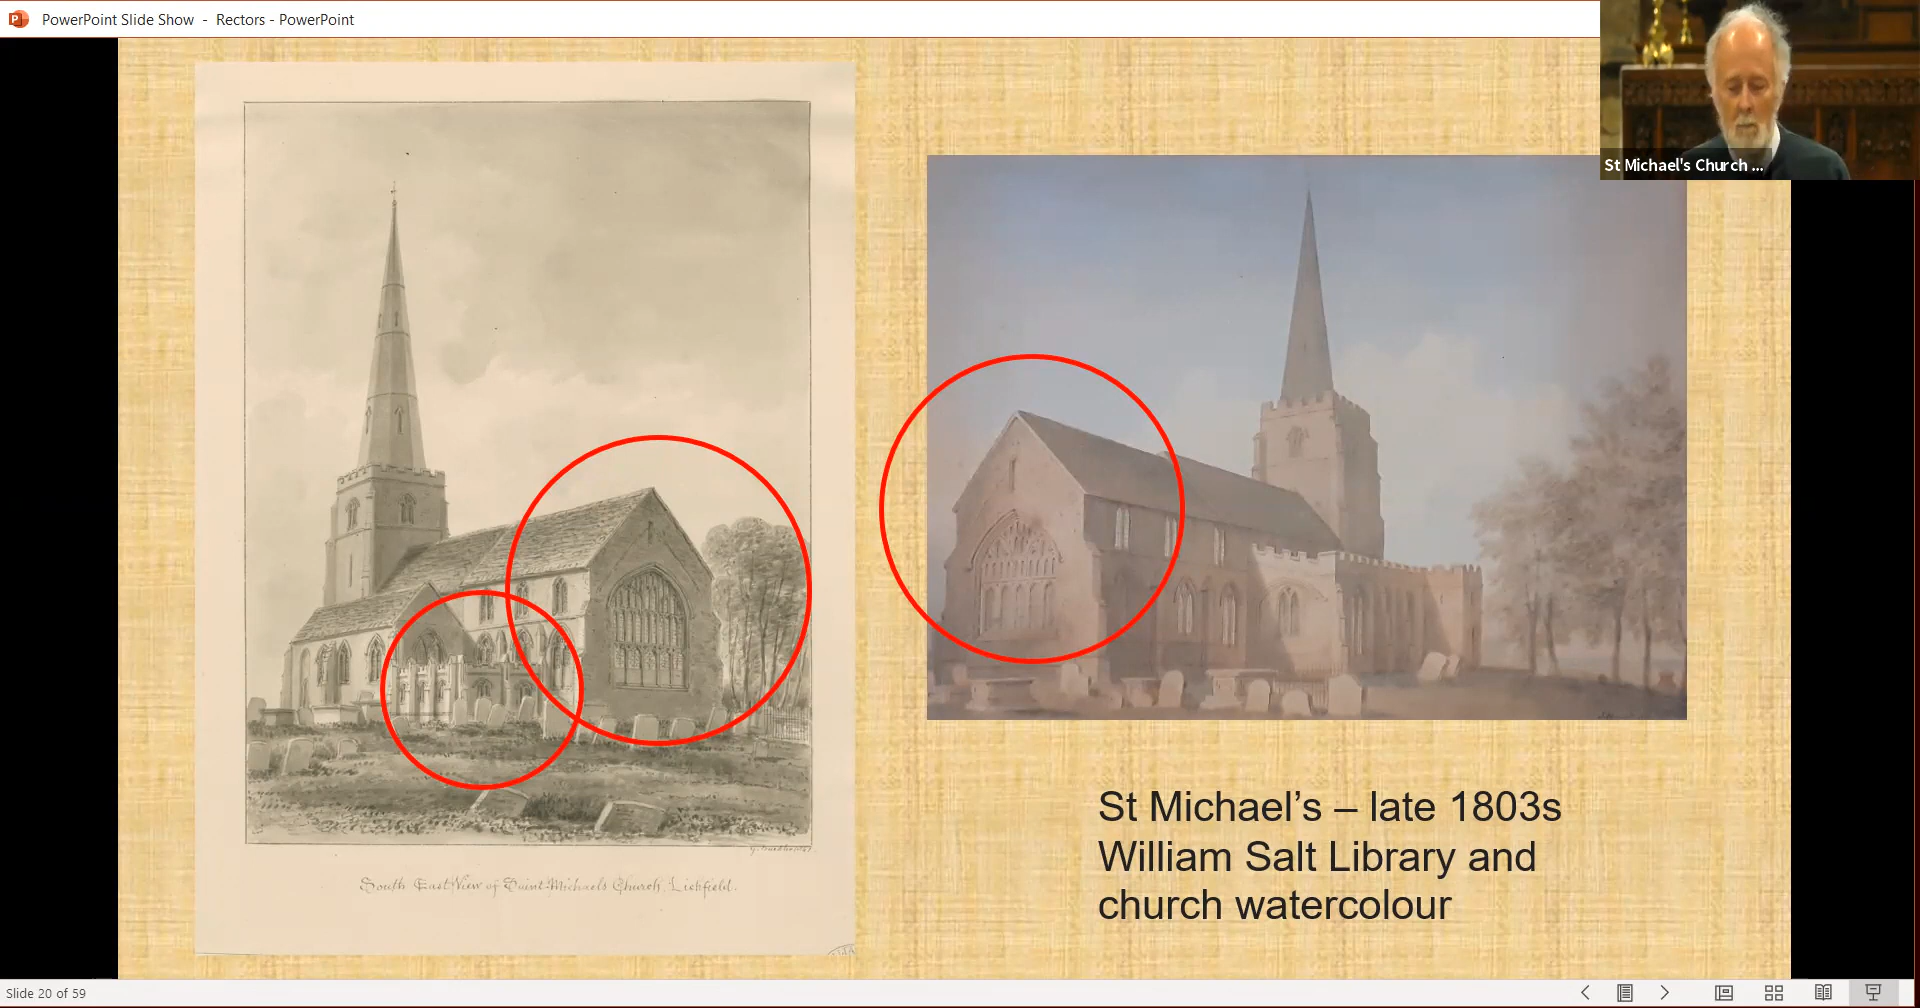 PowerPoint Slide Show - Rectors - PowerPoint
St Michael's Church ...
South East View of Saint Michaels Church, Lichfield.
St Michael’s – late 1803s
William Salt Library and
church watercolour
Slide 20 of 59